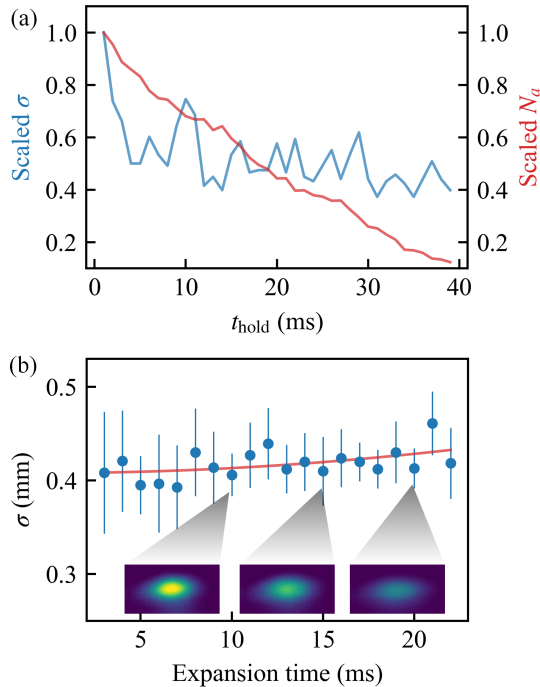 (a)
1.0
0.8
0.6
0.4
0.2
Scaled σ
1.0
0.8
0.6
0.4
0.2
Scaled Nₐ
0 10 20 30 40
t_hold (ms)
(b)
0.5
0.4
0.3
σ (mm)
5 10 15 20
Expansion time (ms)